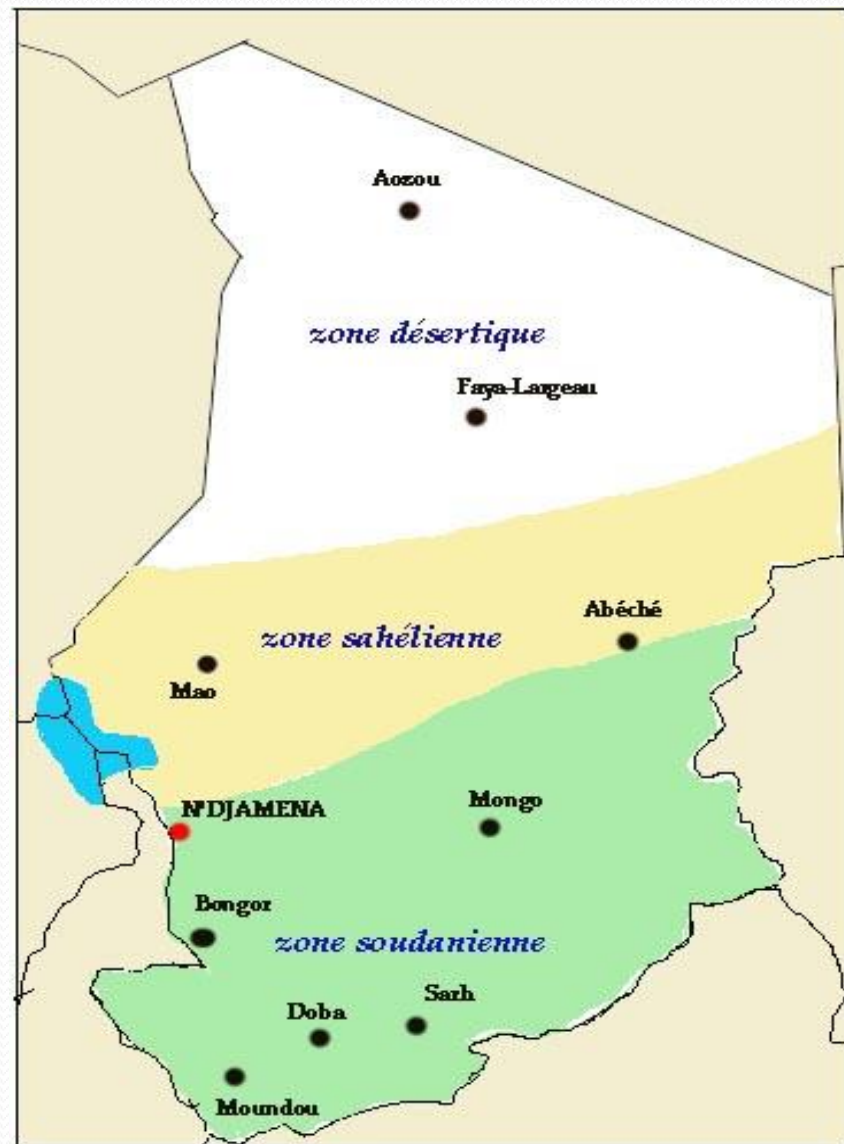 Aozou
zone désertique
Faya-Largeau
Abéché
zone sahélienne
Mao
N'DJAMENA
Mongo
Bongor
zone soudanienne
Sarh
Doba
Moundou